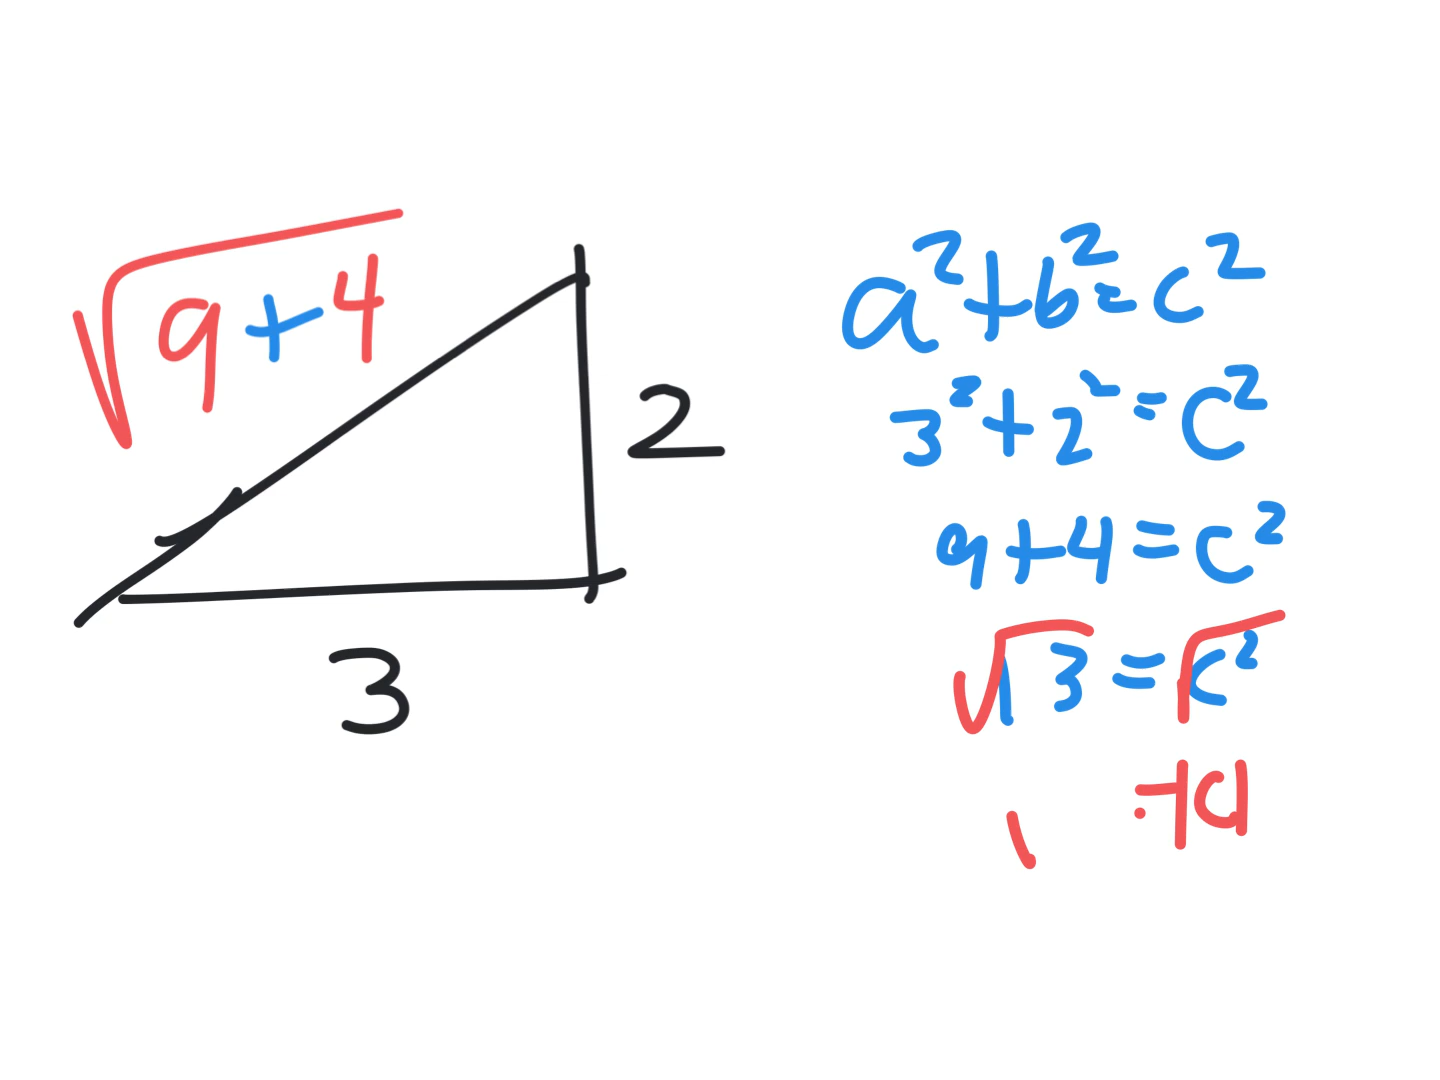 √9+4
2
3
a²+b²=c²
3²+2²=c²
9+4=c²
√13=√c²
|c|